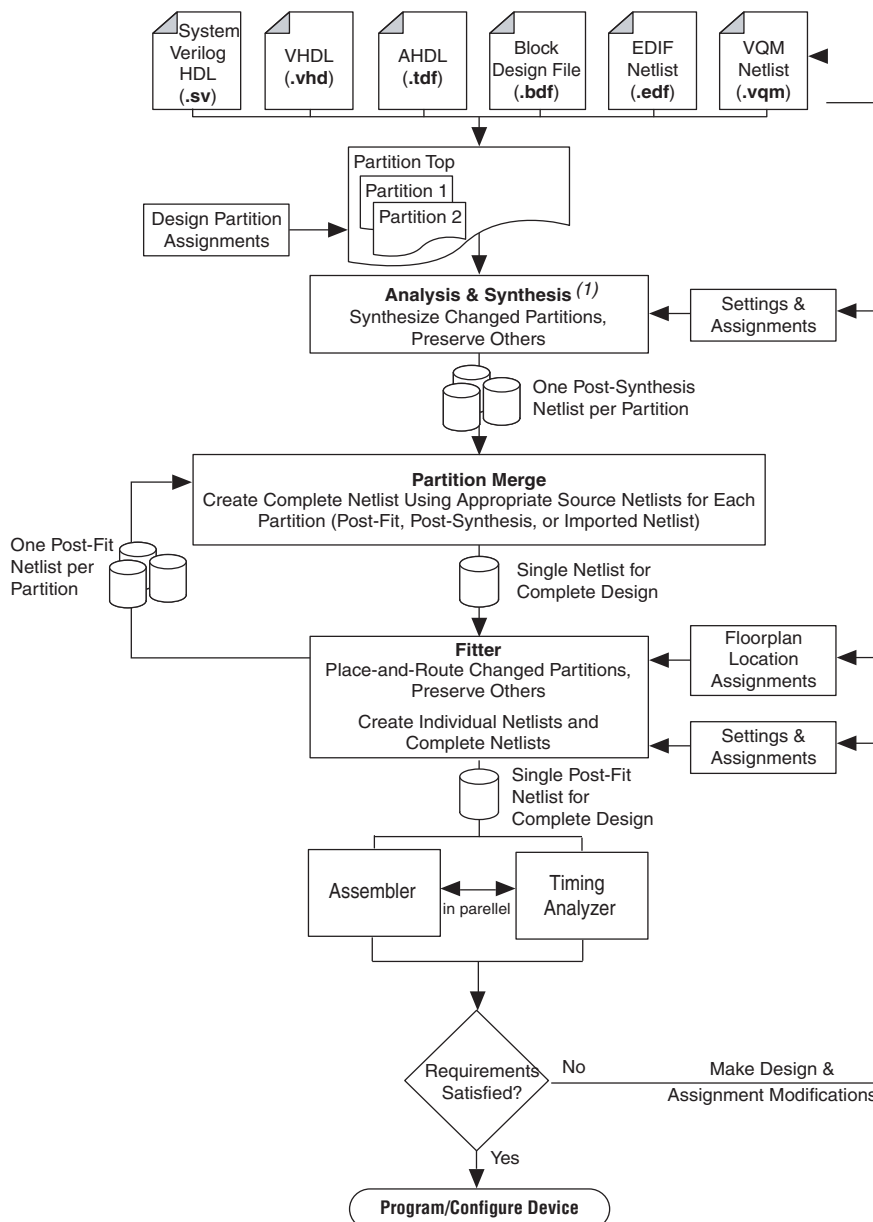 System
Verilog
HDL
(.sv)
VHDL
(.vhd)
AHDL
(.tdf)
Block
Design File
(.bdf)
EDIF
Netlist
(.edf)
VQM
Netlist
(.vqm)
Partition Top
Partition 1
Partition 2
Design Partition
Assignments
Analysis & Synthesis (1)
Synthesize Changed Partitions,
Preserve Others
Settings &
Assignments
One Post-Synthesis
Netlist per Partition
Partition Merge
Create Complete Netlist Using Appropriate Source Netlists for Each
Partition (Post-Fit, Post-Synthesis, or Imported Netlist)
One Post-Fit
Netlist per
Partition
Single Netlist for
Complete Design
Fitter
Place-and-Route Changed Partitions,
Preserve Others
Create Individual Netlists and
Complete Netlists
Floorplan
Location
Assignments
Settings &
Assignments
Single Post-Fit
Netlist for
Complete Design
Assembler
in parellel
Timing
Analyzer
Requirements
Satisfied?
No
Make Design &
Assignment Modifications
Yes
Program/Configure Device